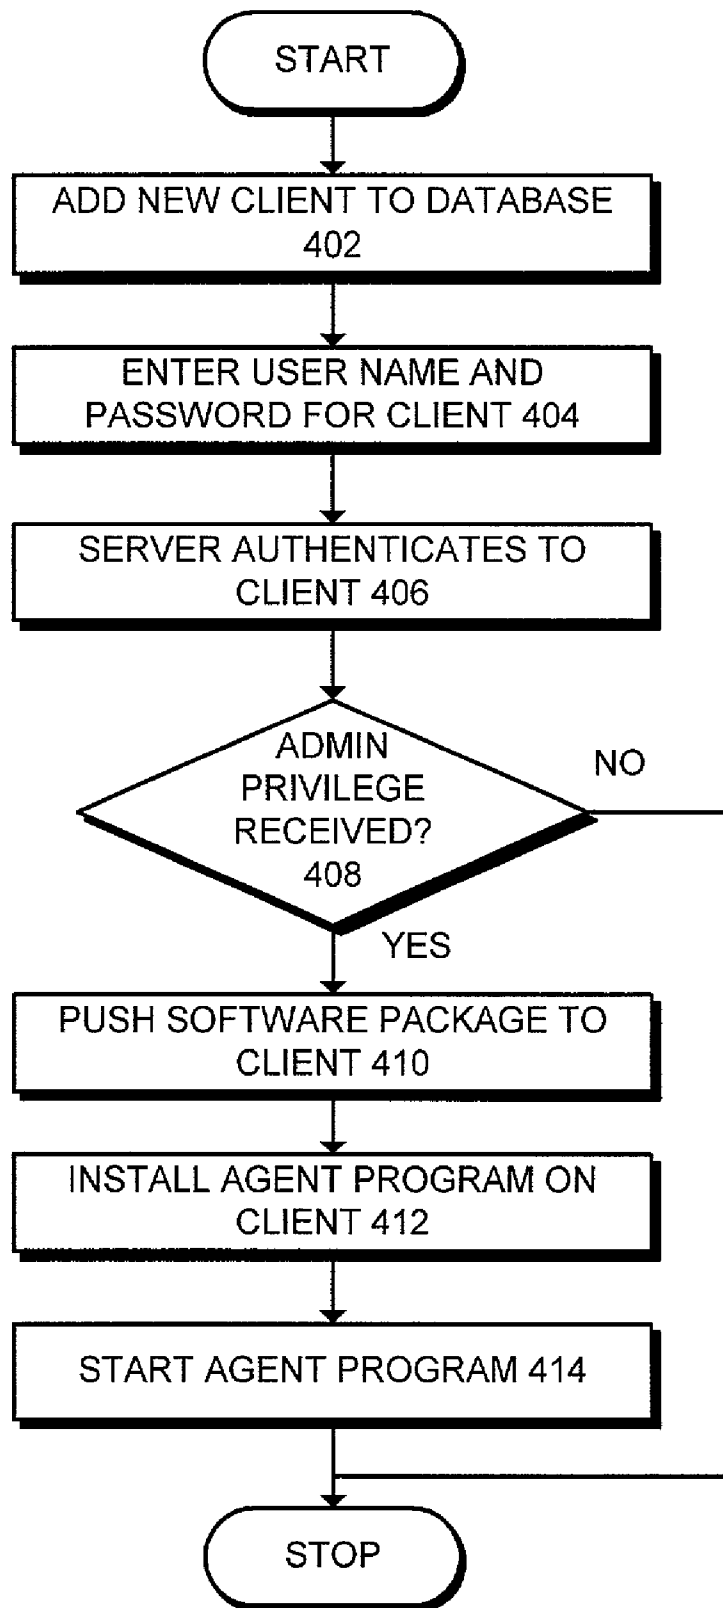 START
ADD NEW CLIENT TO DATABASE
402
ENTER USER NAME AND
PASSWORD FOR CLIENT 404
SERVER AUTHENTICATES TO
CLIENT 406
ADMIN
PRIVILEGE
RECEIVED?
408
NO
YES
PUSH SOFTWARE PACKAGE TO
CLIENT 410
INSTALL AGENT PROGRAM ON
CLIENT 412
START AGENT PROGRAM 414
STOP